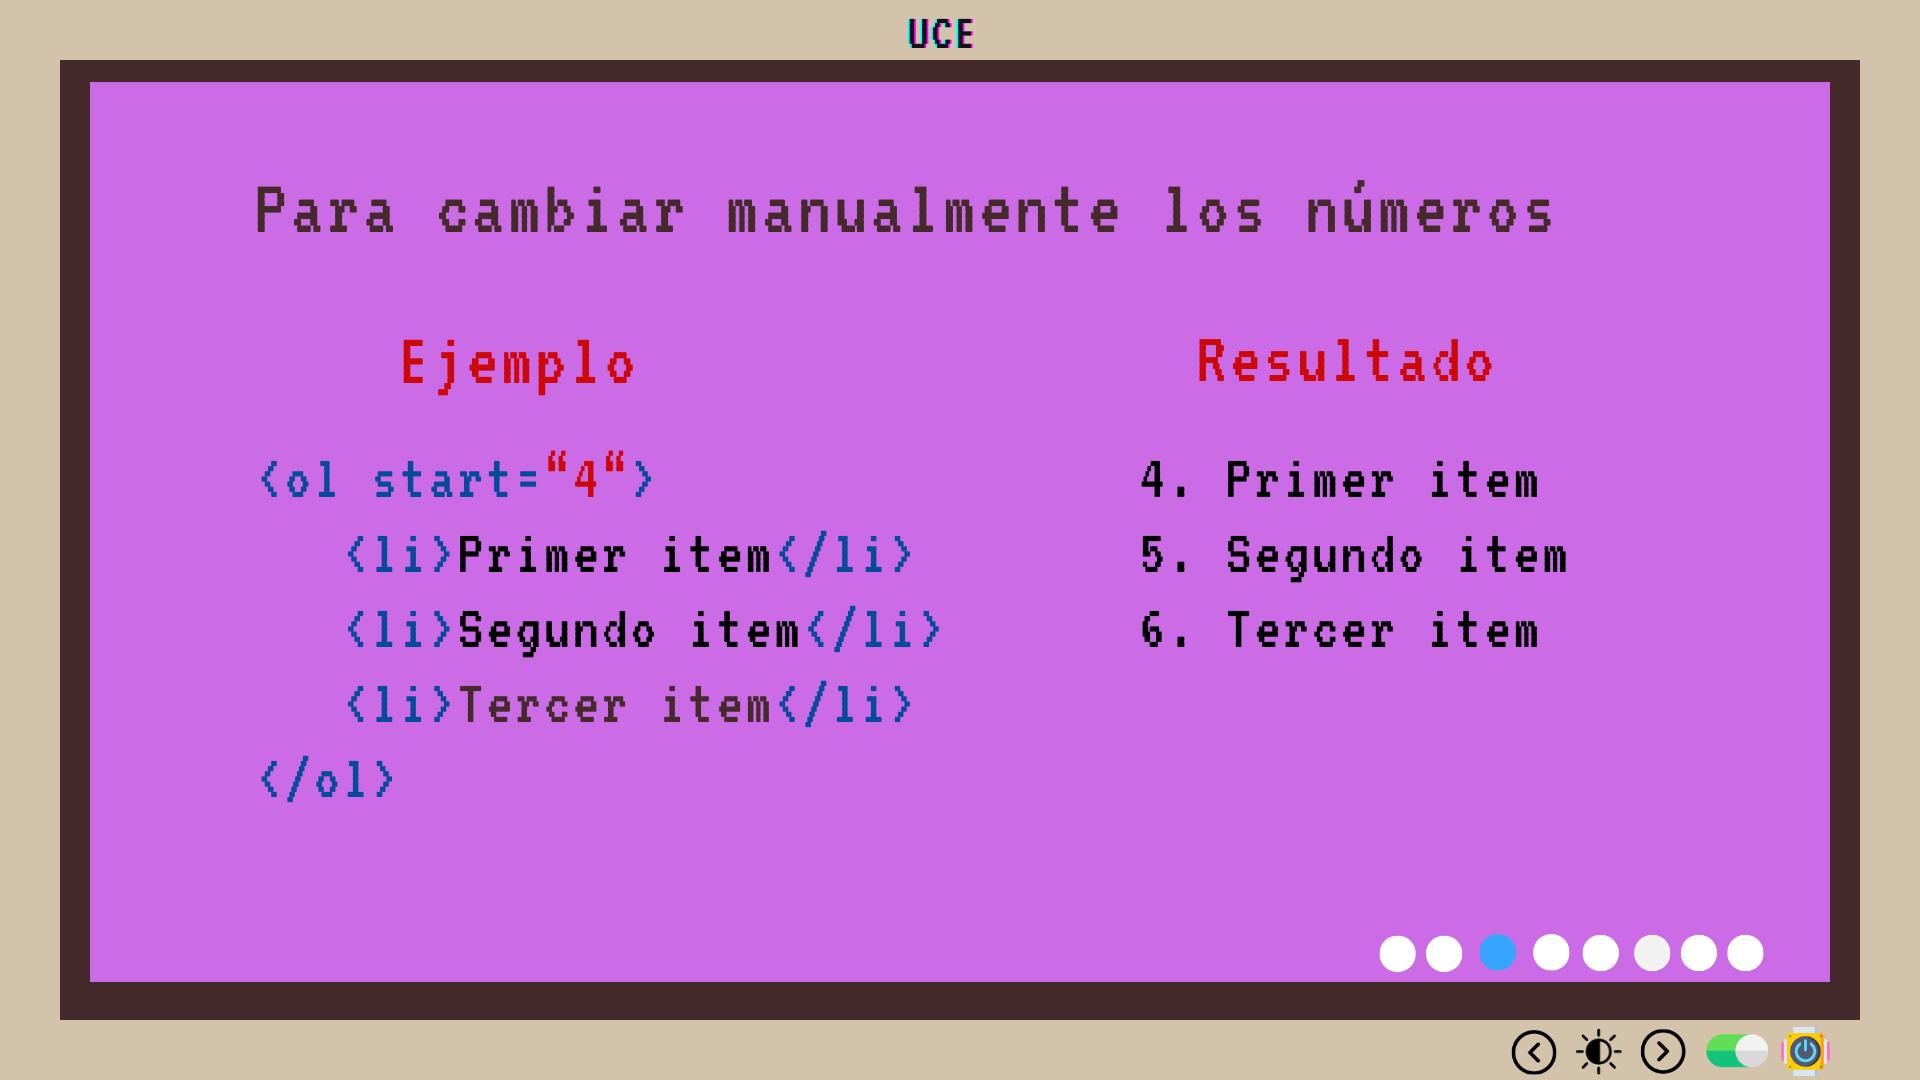 UCE
Para cambiar manualmente los números
Ejemplo
Resultado
<ol start=“4“>
<li>Primer item</li>
<li>Segundo item</li>
<li>Tercer item</li>
</ol>
4. Primer item
5. Segundo item
6. Tercer item